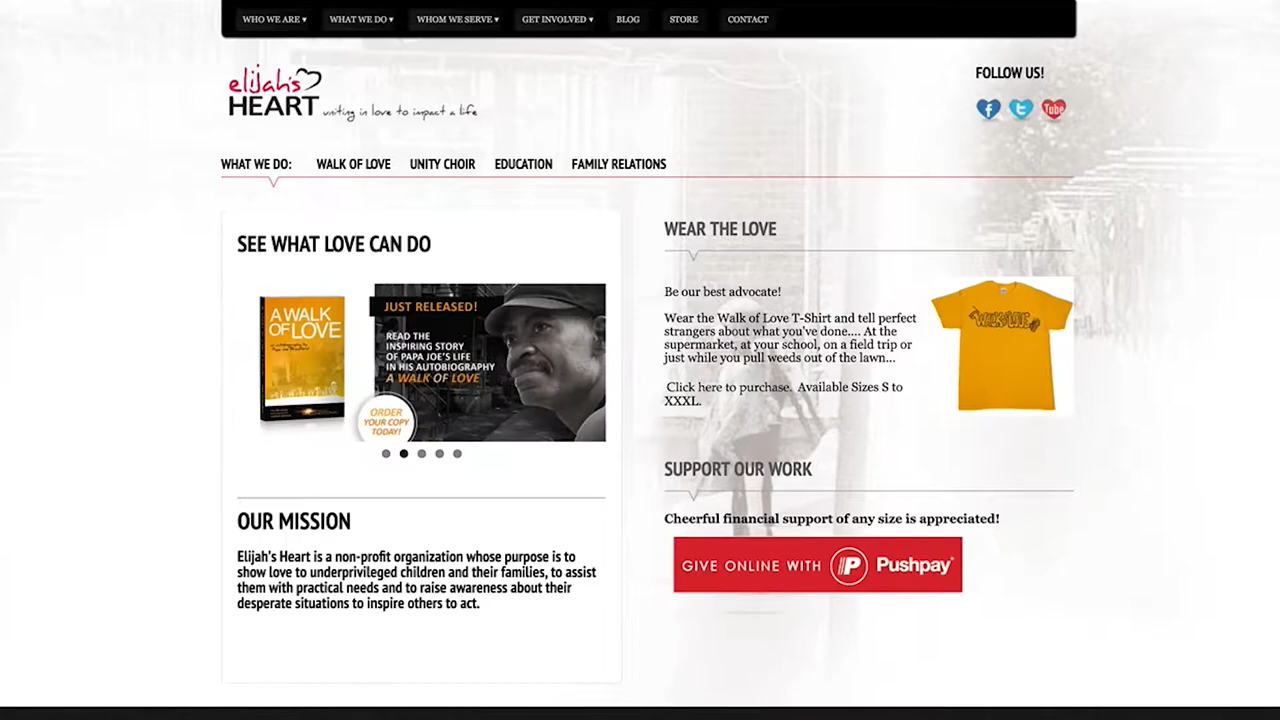 WHO WE ARE ▾ WHAT WE DO ▾ WHOM WE SERVE ▾ GET INVOLVED ▾ BLOG STORE CONTACT
elijah's
HEART uniting in love to impact a life
FOLLOW US!
f t Tube
WHAT WE DO: WALK OF LOVE UNITY CHOIR EDUCATION FAMILY RELATIONS
SEE WHAT LOVE CAN DO
A WALK
OF LOVE
JUST RELEASED!
READ THE
INSPIRING STORY
OF PAPA JOE'S LIFE
IN HIS AUTOBIOGRAPHY
A WALK OF LOVE
ORDER
YOUR COPY
TODAY!
OUR MISSION
Elijah's Heart is a non-profit organization whose purpose is to
show love to underprivileged children and their families, to assist
them with practical needs and to raise awareness about their
desperate situations to inspire others to act.
WEAR THE LOVE
Be our best advocate!
Wear the Walk of Love T-Shirt and tell perfect
strangers about what you've done.... At the
supermarket, at your school, on a field trip or
just while you pull weeds out of the lawn...
Click here to purchase. Available Sizes S to
XXXL.
WALK OF LOVE
SUPPORT OUR WORK
Cheerful financial support of any size is appreciated!
GIVE ONLINE WITH P Pushpay